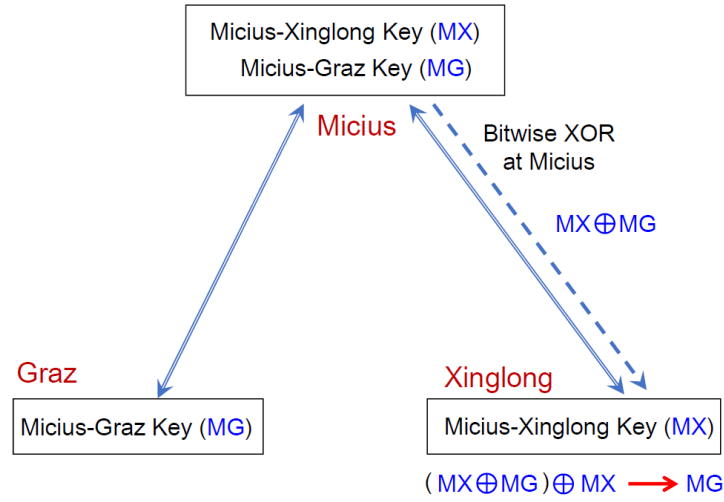 Micius-Xinglong Key (MX)
Micius-Graz Key (MG)
Micius
Bitwise XOR
at Micius
MX⊕MG
Graz
Xinglong
Micius-Graz Key (MG)
Micius-Xinglong Key (MX)
(MX⊕MG)⊕ MX → MG